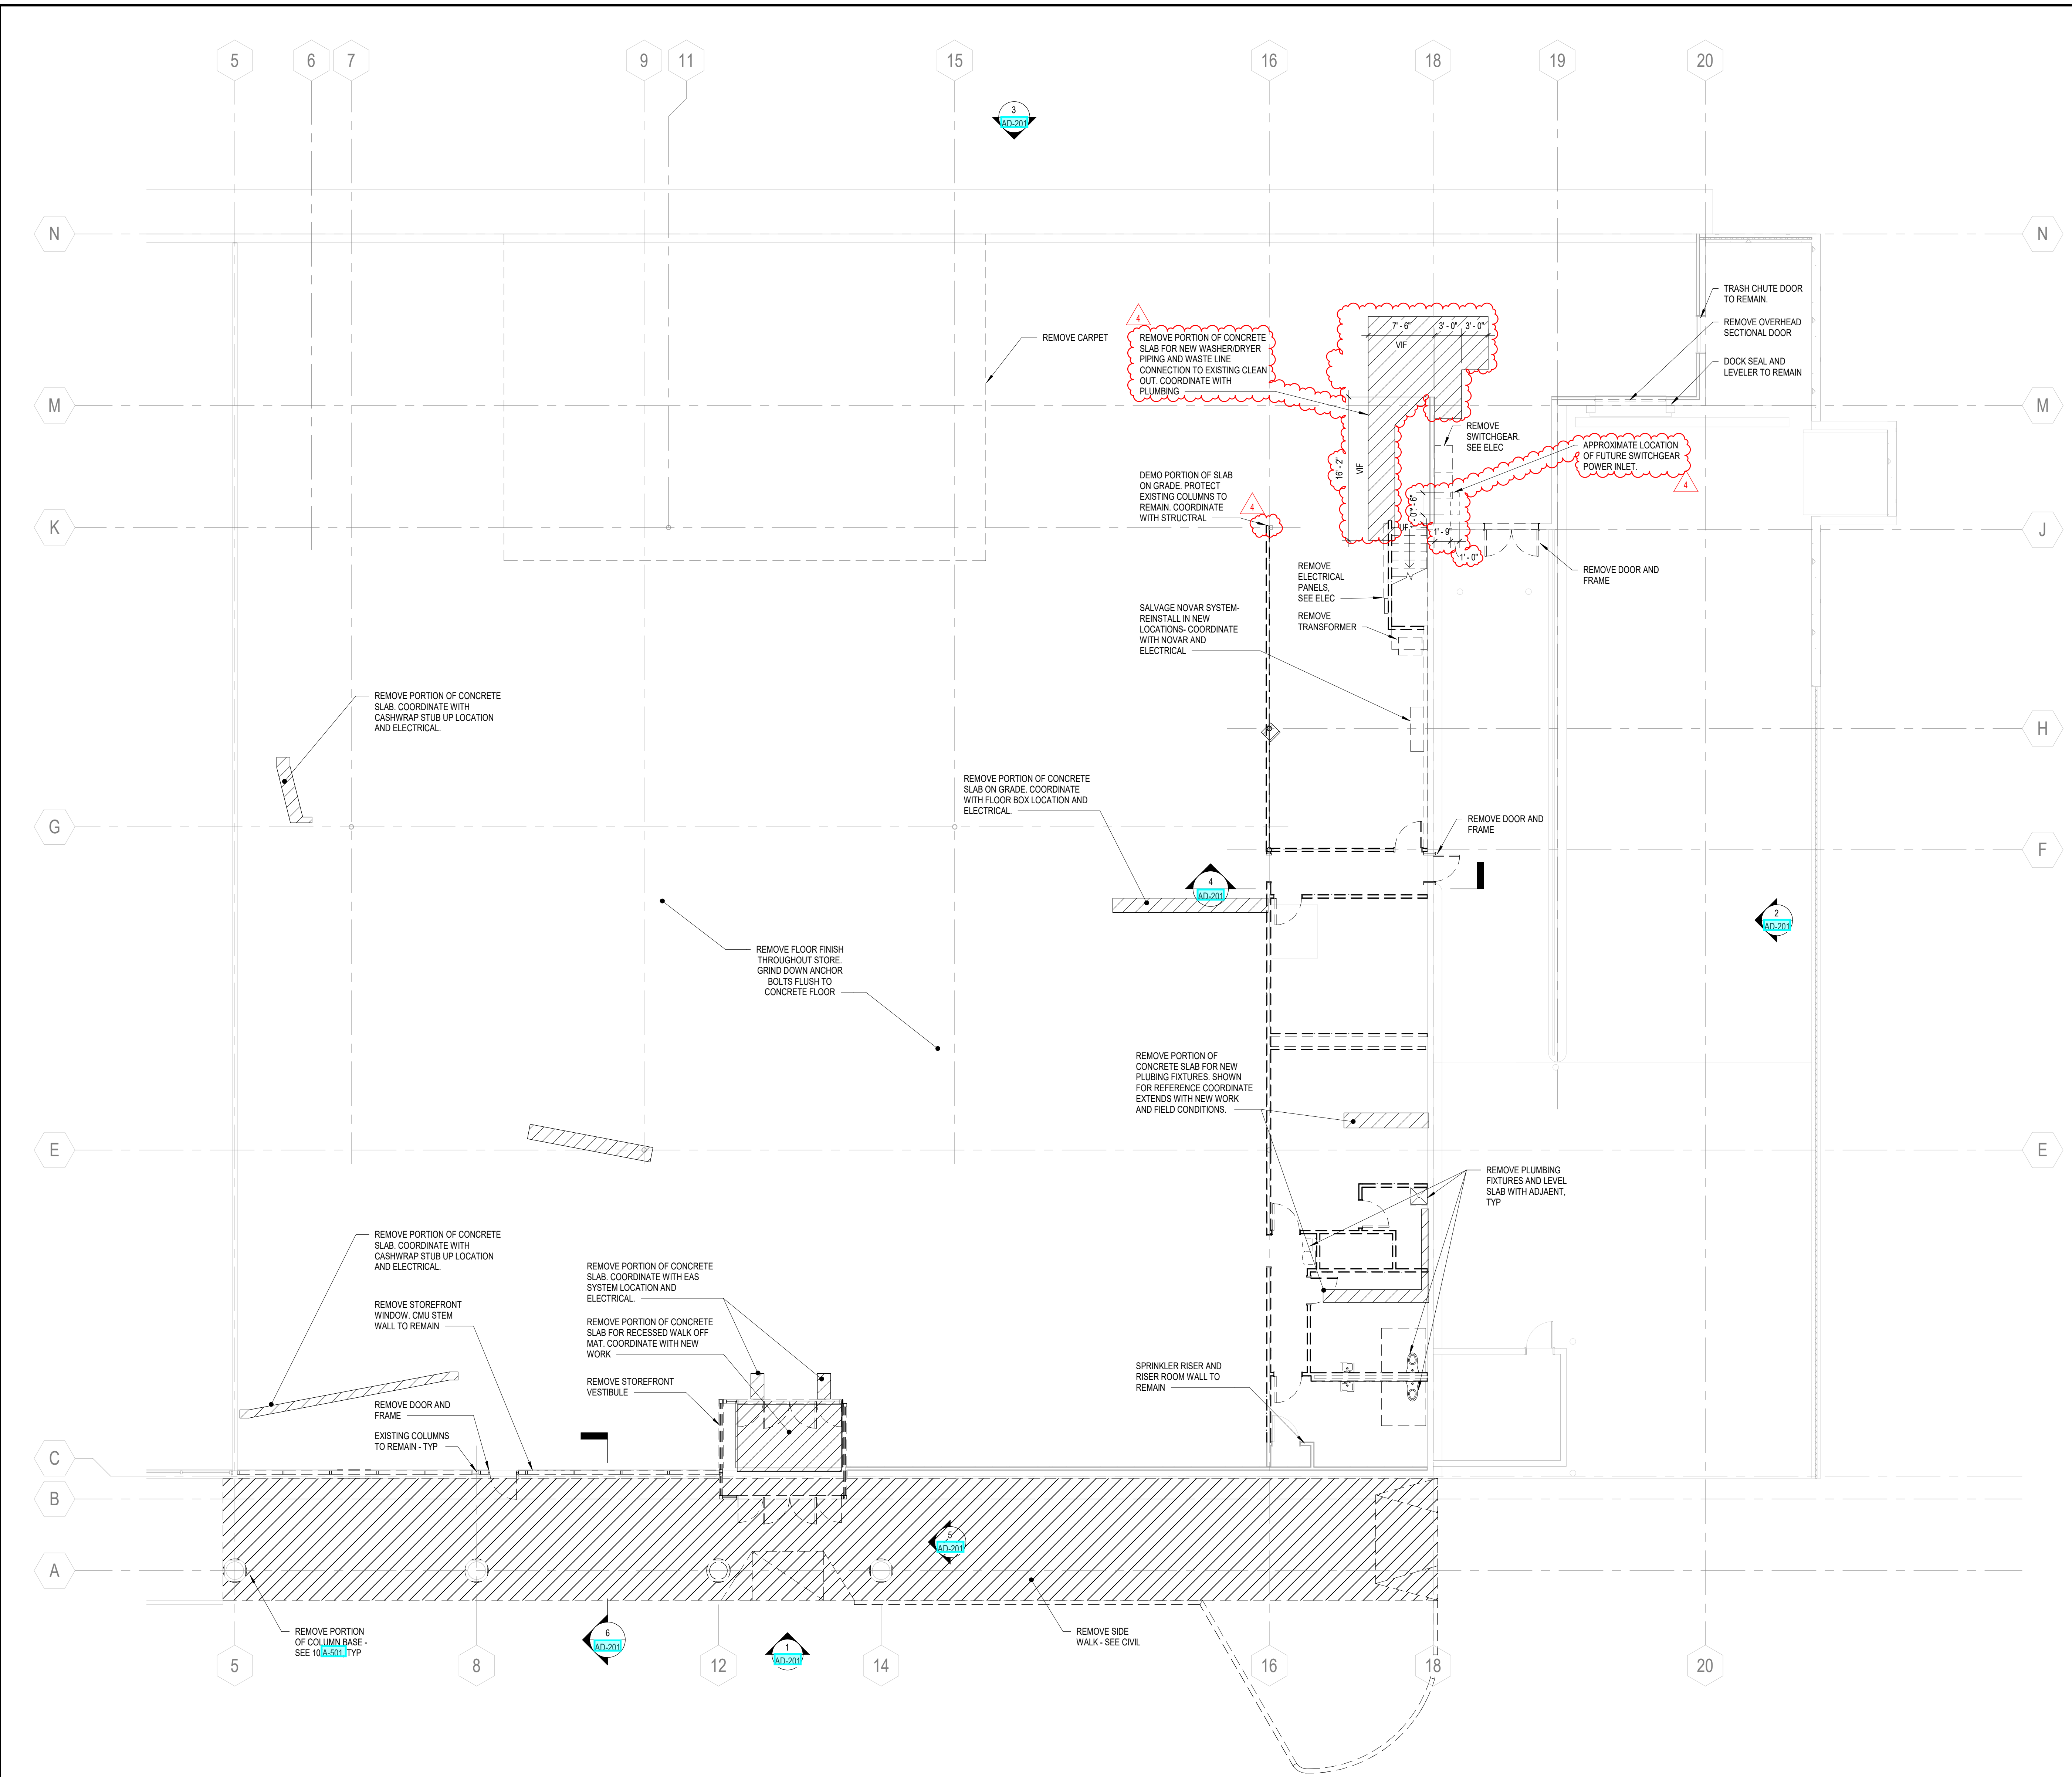 5
6
7
9
11
15
16
18
19
20
3
AD-201
N
N
TRASH CHUTE DOOR
TO REMAIN.
REMOVE OVERHEAD
SECTIONAL DOOR
DOCK SEAL AND
LEVELER TO REMAIN
4
REMOVE PORTION OF CONCRETE
SLAB FOR NEW WASHER/DRYER
PIPING AND WASTE LINE
CONNECTION TO EXISTING CLEAN
OUT. COORDINATE WITH
PLUMBING
7' - 6"
3' - 0"
3' - 0"
VIF
REMOVE CARPET
M
M
REMOVE
SWITCHGEAR.
SEE ELEC
APPROXIMATE LOCATION
OF FUTURE SWITCHGEAR
POWER INLET.
4
16' - 2"
VIF
DEMO PORTION OF SLAB
ON GRADE. PROTECT
EXISTING COLUMNS TO
REMAIN. COORDINATE
WITH STRUCTRAL
4
K
J
1' - 9"
1' - 0"
REMOVE DOOR AND
FRAME
REMOVE
ELECTRICAL
PANELS,
SEE ELEC
REMOVE
TRANSFORMER
SALVAGE NOVAR SYSTEM-
REINSTALL IN NEW
LOCATIONS- COORDINATE
WITH NOVAR AND
ELECTRICAL
REMOVE PORTION OF CONCRETE
SLAB. COORDINATE WITH
CASHWRAP STUB UP LOCATION
AND ELECTRICAL.
H
REMOVE PORTION OF CONCRETE
SLAB ON GRADE. COORDINATE
WITH FLOOR BOX LOCATION AND
ELECTRICAL.
G
REMOVE DOOR AND
FRAME
F
4
AD-201
2
AD-201
REMOVE FLOOR FINISH
THROUGHOUT STORE.
GRIND DOWN ANCHOR
BOLTS FLUSH TO
CONCRETE FLOOR
REMOVE PORTION OF
CONCRETE SLAB FOR NEW
PLUBING FIXTURES. SHOWN
FOR REFERENCE COORDINATE
EXTENDS WITH NEW WORK
AND FIELD CONDITIONS.
E
E
REMOVE PLUMBING
FIXTURES AND LEVEL
SLAB WITH ADJAENT,
TYP
REMOVE PORTION OF CONCRETE
SLAB. COORDINATE WITH
CASHWRAP STUB UP LOCATION
AND ELECTRICAL.
REMOVE PORTION OF CONCRETE
SLAB. COORDINATE WITH EAS
SYSTEM LOCATION AND
ELECTRICAL.
REMOVE STOREFRONT
WINDOW. CMU STEM
WALL TO REMAIN
REMOVE PORTION OF CONCRETE
SLAB FOR RECESSED WALK OFF
MAT. COORDINATE WITH NEW
WORK
REMOVE STOREFRONT
VESTIBULE
SPRINKLER RISER AND
RISER ROOM WALL TO
REMAIN
REMOVE DOOR AND
FRAME
EXISTING COLUMNS
TO REMAIN - TYP
C
B
5
AD-201
A
REMOVE PORTION
OF COLUMN BASE -
SEE 10 A-501 TYP
6
AD-201
1
AD-201
REMOVE SIDE
WALK - SEE CIVIL
5
8
12
14
16
18
20